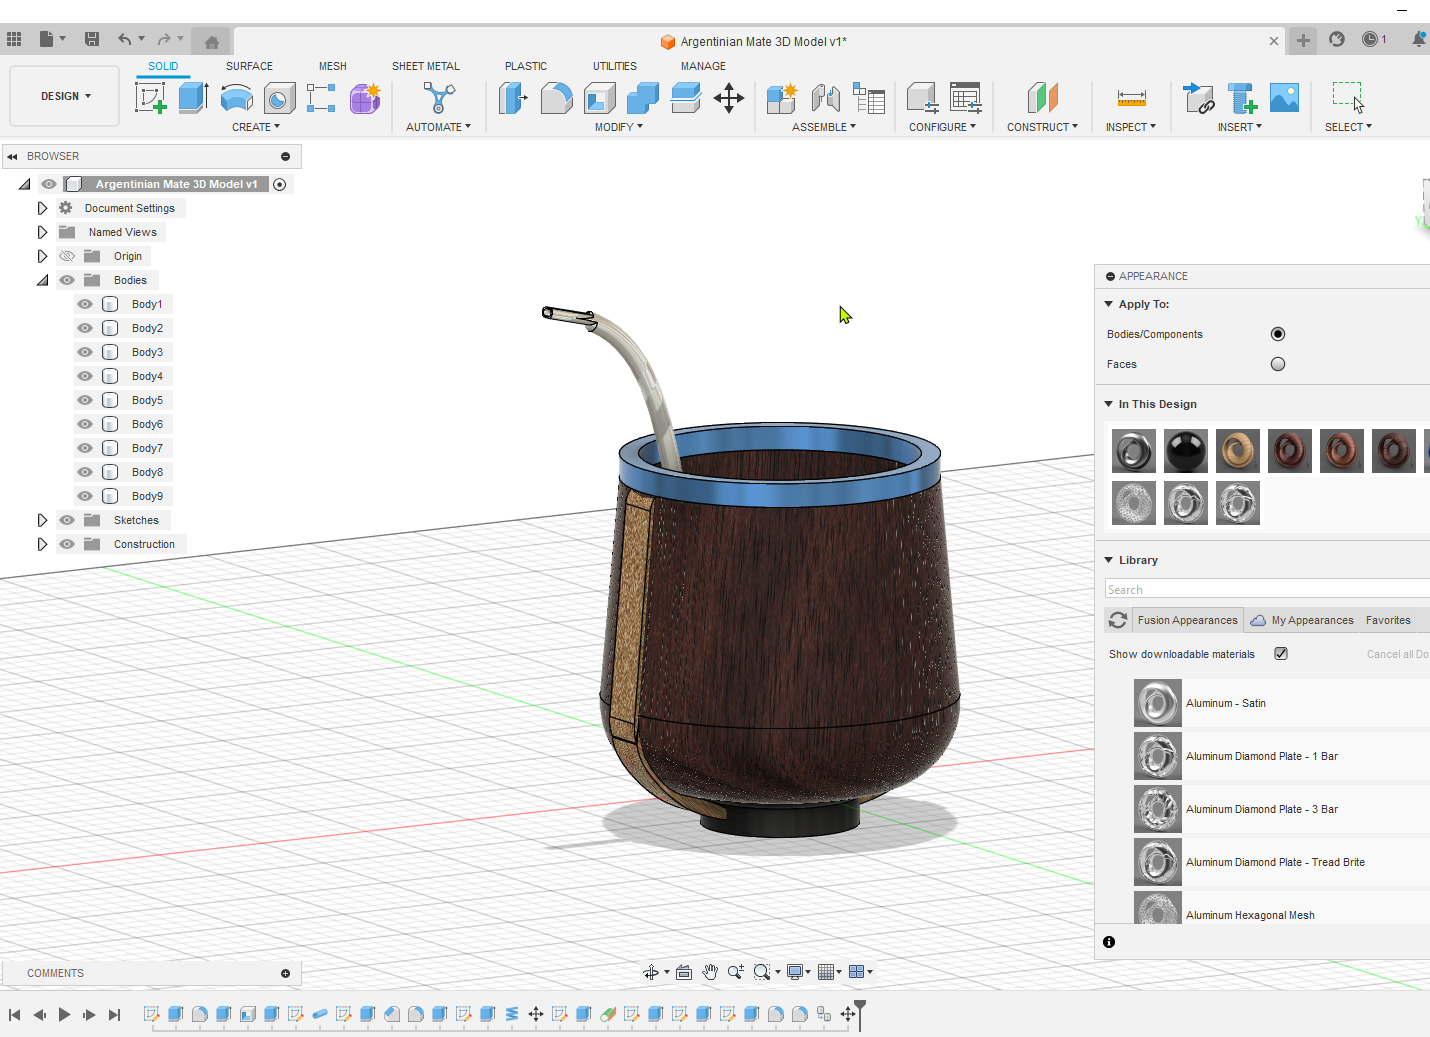 Argentinian Mate 3D Model v1*
1
DESIGN
SOLID
SURFACE
MESH
SHEET METAL
PLASTIC
UTILITIES
MANAGE
CREATE
AUTOMATE
MODIFY
ASSEMBLE
CONFIGURE
CONSTRUCT
INSPECT
INSERT
SELECT
BROWSER
Argentinian Mate 3D Model v1
Document Settings
Named Views
Origin
Bodies
Body1
Body2
Body3
Body4
Body5
Body6
Body7
Body8
Body9
Sketches
Construction
Y
APPEARANCE
Apply To:
Bodies/Components
Faces
In This Design
Library
Search
Fusion Appearances
My Appearances
Favorites
Show downloadable materials
Cancel all Do
Aluminum - Satin
Aluminum Diamond Plate - 1 Bar
Aluminum Diamond Plate - 3 Bar
Aluminum Diamond Plate - Tread Brite
Aluminum Hexagonal Mesh
COMMENTS